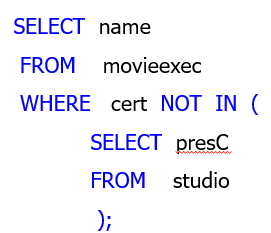 SELECT name
FROM movieexec
WHERE cert NOT IN (
SELECT presC
FROM studio
);